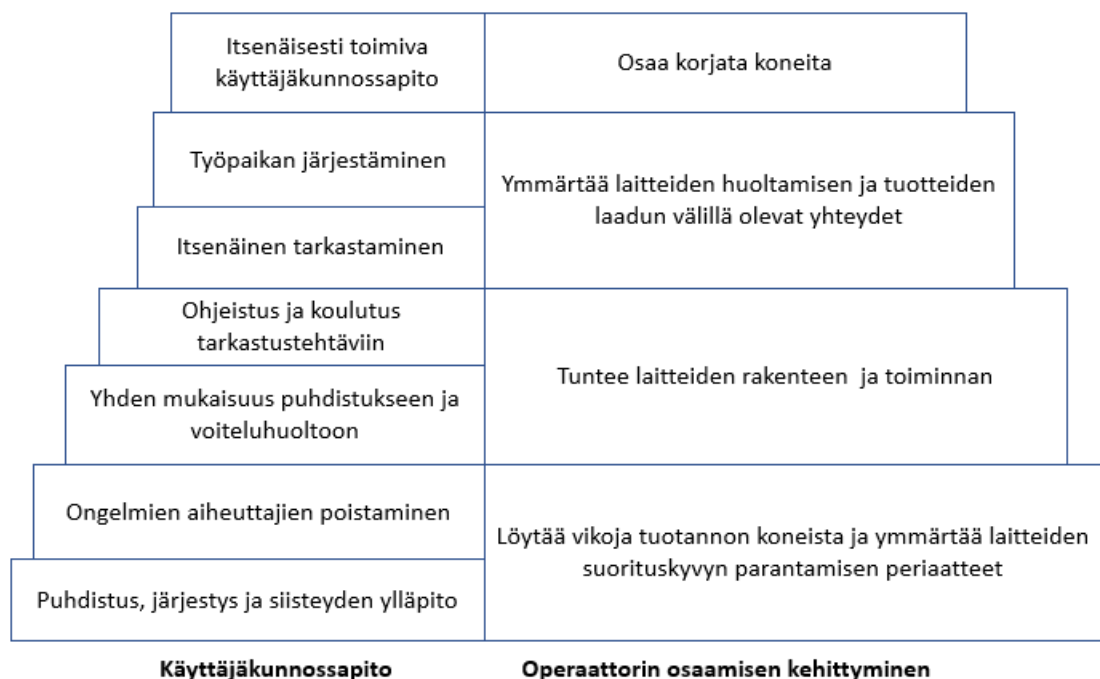 Itsenäisesti toimiva
käyttäjäkunnossapito
Osaa korjata koneita
Työpaikan järjestäminen
Ymmärtää laitteiden huoltamisen ja tuotteiden
laadun välillä olevat yhteydet
Itsenäinen tarkastaminen
Ohjeistus ja koulutus
tarkastustehtäviin
Tuntee laitteiden rakenteen ja toiminnan
Yhden mukaisuus puhdistukseen ja
voiteluhuoltoon
Ongelmien aiheuttajien poistaminen
Löytää vikoja tuotannon koneista ja ymmärtää laitteiden
suorituskyvyn parantamisen periaatteet
Puhdistus, järjestys ja siisteyden ylläpito
Käyttäjäkunnossapito
Operaattorin osaamisen kehittyminen